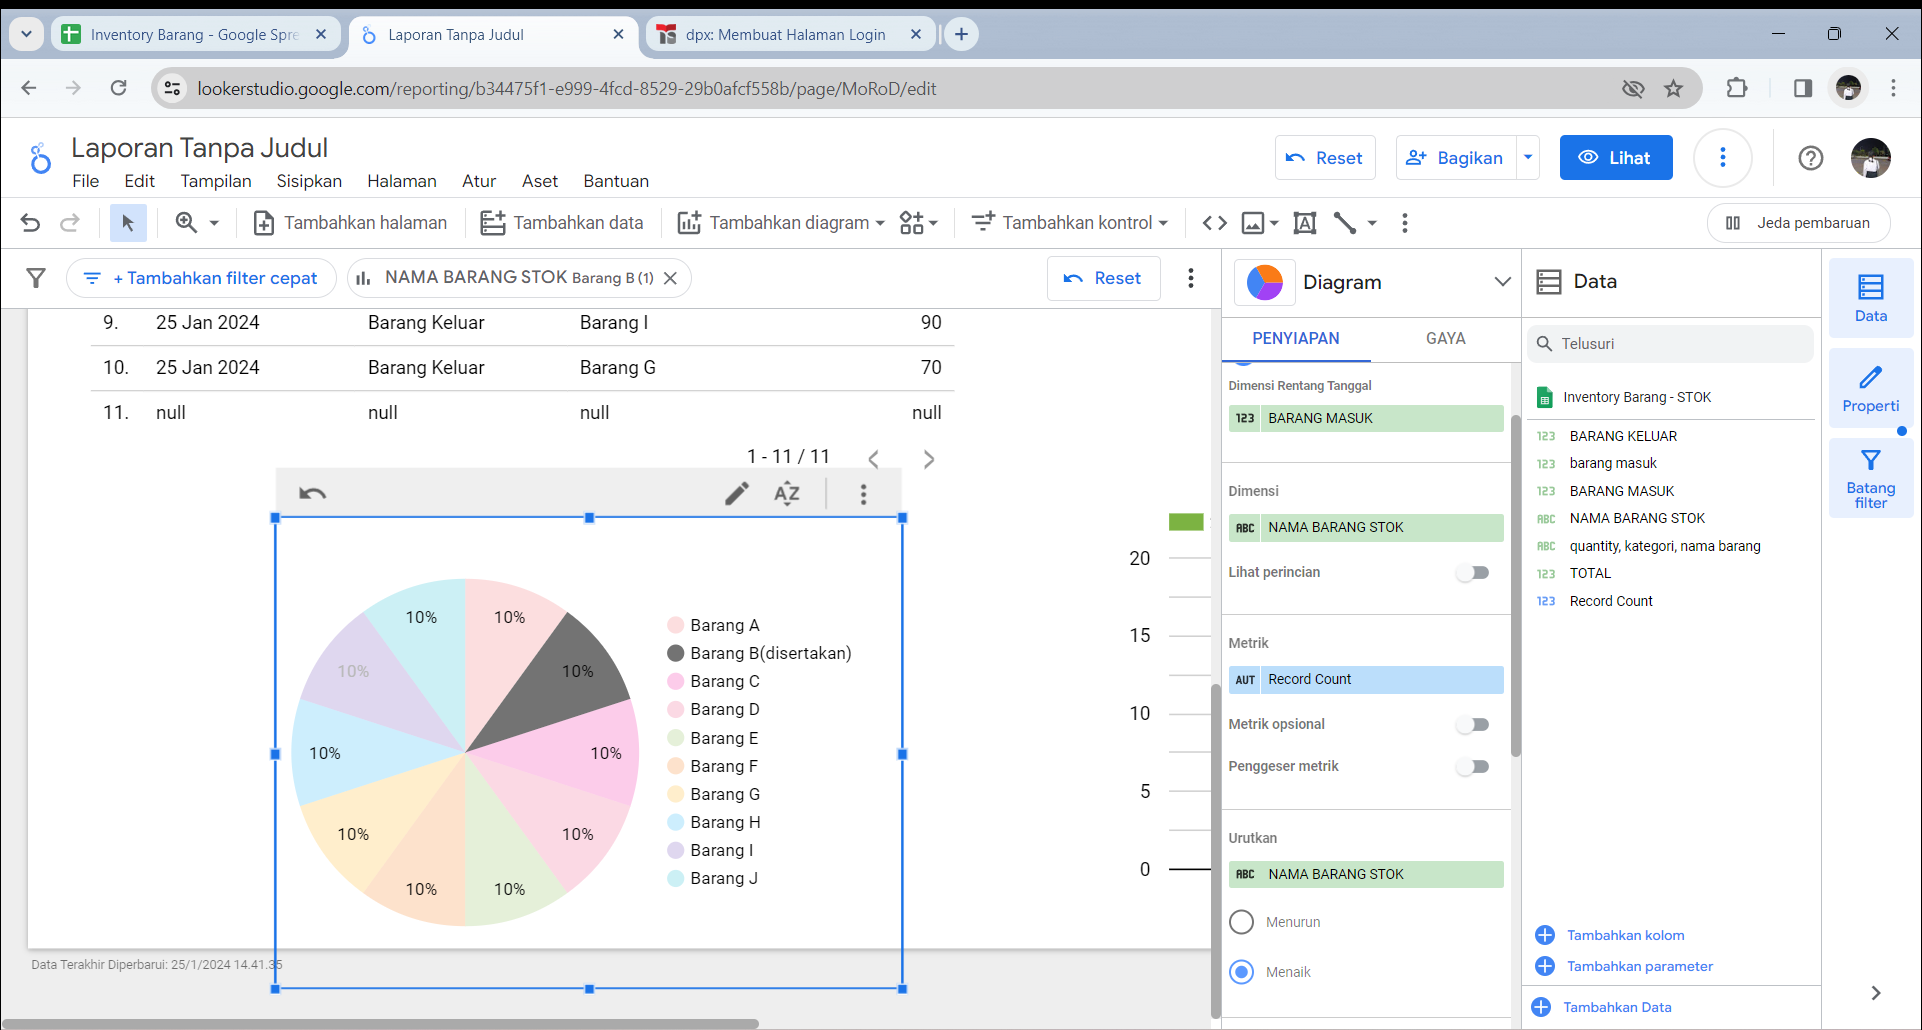 Inventory Barang - Google Spre
Laporan Tanpa Judul
dpx: Membuat Halaman Login
lookerstudio.google.com/reporting/b34475f1-e999-4fcd-8529-29b0afcf558b/page/MoRoD/edit
Laporan Tanpa Judul
File Edit Tampilan Sisipkan Halaman Atur Aset Bantuan
Reset
Bagikan
Lihat
Tambahkan halaman
Tambahkan data
Tambahkan diagram
Tambahkan kontrol
Jeda pembaruan
+ Tambahkan filter cepat
NAMA BARANG STOK Barang B (1)
Reset
9. 25 Jan 2024 Barang Keluar Barang I 90
10. 25 Jan 2024 Barang Keluar Barang G 70
11. null null null null
1 - 11 / 11
AZ
10%
10%
10%
10%
10%
10%
10%
10%
10%
10%
Barang A
Barang B(disertakan)
Barang C
Barang D
Barang E
Barang F
Barang G
Barang H
Barang I
Barang J
20
15
10
5
0
Data Terakhir Diperbarui: 25/1/2024 14.41.35
Diagram
PENYIAPAN GAYA
Dimensi Rentang Tanggal
123 BARANG MASUK
Dimensi
ABC NAMA BARANG STOK
Lihat perincian
Metrik
AUT Record Count
Metrik opsional
Penggeser metrik
Urutkan
ABC NAMA BARANG STOK
Menurun
Menaik
Data
Telusuri
Inventory Barang - STOK
123 BARANG KELUAR
123 barang masuk
123 BARANG MASUK
ABC NAMA BARANG STOK
ABC quantity, kategori, nama barang
123 TOTAL
123 Record Count
Tambahkan kolom
Tambahkan parameter
Tambahkan Data
Data
Properti
Batang
filter